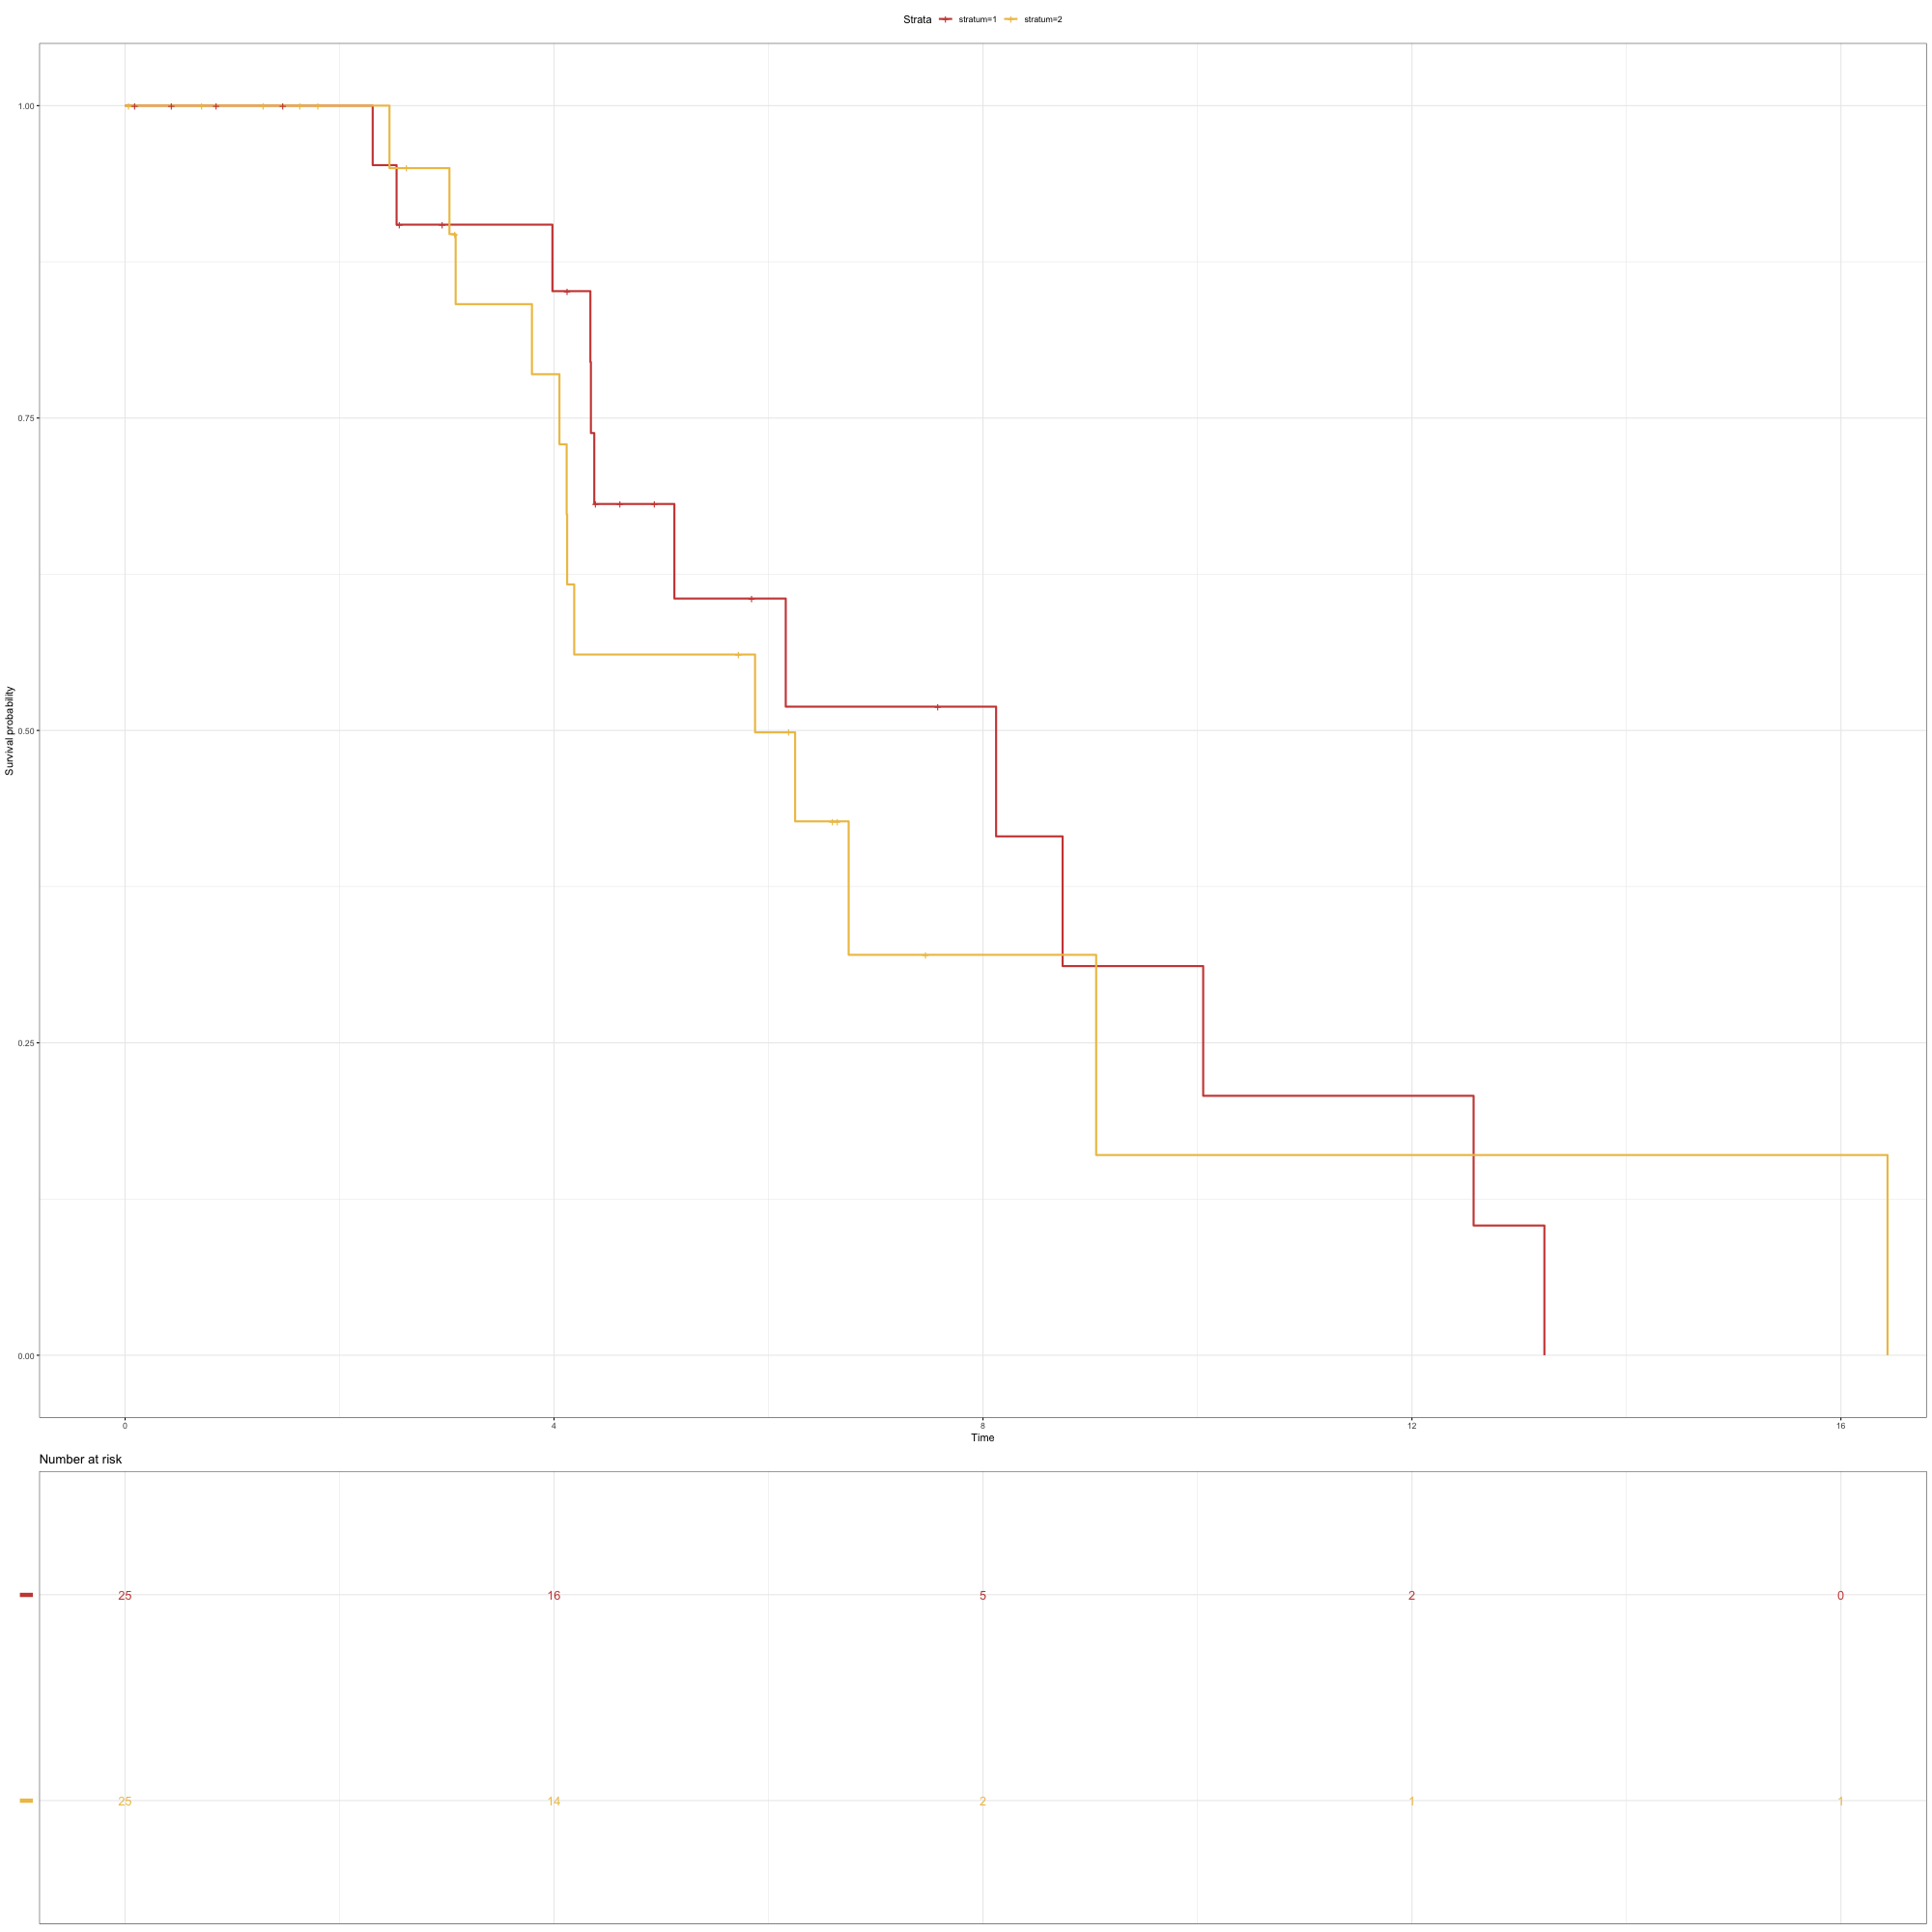 Strata stratum=1 stratum=2
1.00
0.75
0.50
0.25
0.00
Survival probability
0 4 8 12 16
Time
Number at risk
25 16 5 2 0
25 14 2 1 1